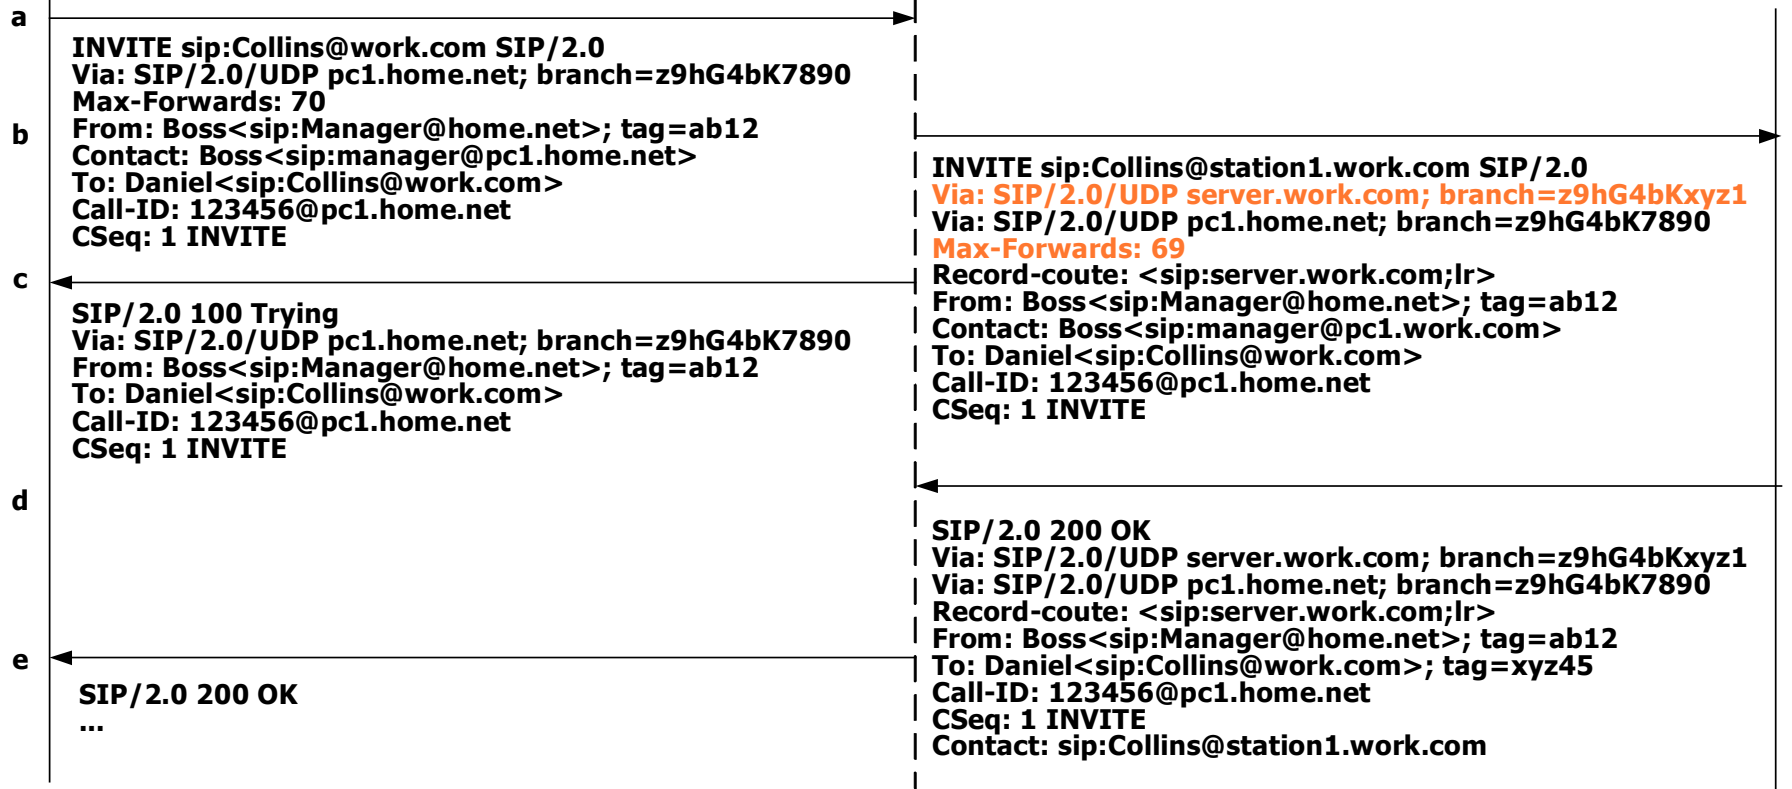 a
INVITE sip:Collins@work.com SIP/2.0
Via: SIP/2.0/UDP pc1.home.net; branch=z9hG4bK7890
Max-Forwards: 70
From: Boss<sip:Manager@home.net>; tag=ab12
Contact: Boss<sip:manager@pc1.home.net>
To: Daniel<sip:Collins@work.com>
Call-ID: 123456@pc1.home.net
CSeq: 1 INVITE
b
INVITE sip:Collins@station1.work.com SIP/2.0
Via: SIP/2.0/UDP server.work.com; branch=z9hG4bKxyz1
Via: SIP/2.0/UDP pc1.home.net; branch=z9hG4bK7890
Max-Forwards: 69
Record-coute: <sip:server.work.com;lr>
From: Boss<sip:Manager@home.net>; tag=ab12
Contact: Boss<sip:manager@pc1.work.com>
To: Daniel<sip:Collins@work.com>
Call-ID: 123456@pc1.home.net
CSeq: 1 INVITE
c
SIP/2.0 100 Trying
Via: SIP/2.0/UDP pc1.home.net; branch=z9hG4bK7890
From: Boss<sip:Manager@home.net>; tag=ab12
To: Daniel<sip:Collins@work.com>
Call-ID: 123456@pc1.home.net
CSeq: 1 INVITE
d
SIP/2.0 200 OK
Via: SIP/2.0/UDP server.work.com; branch=z9hG4bKxyz1
Via: SIP/2.0/UDP pc1.home.net; branch=z9hG4bK7890
Record-coute: <sip:server.work.com;lr>
From: Boss<sip:Manager@home.net>; tag=ab12
To: Daniel<sip:Collins@work.com>; tag=xyz45
Call-ID: 123456@pc1.home.net
CSeq: 1 INVITE
Contact: sip:Collins@station1.work.com
e
SIP/2.0 200 OK
...